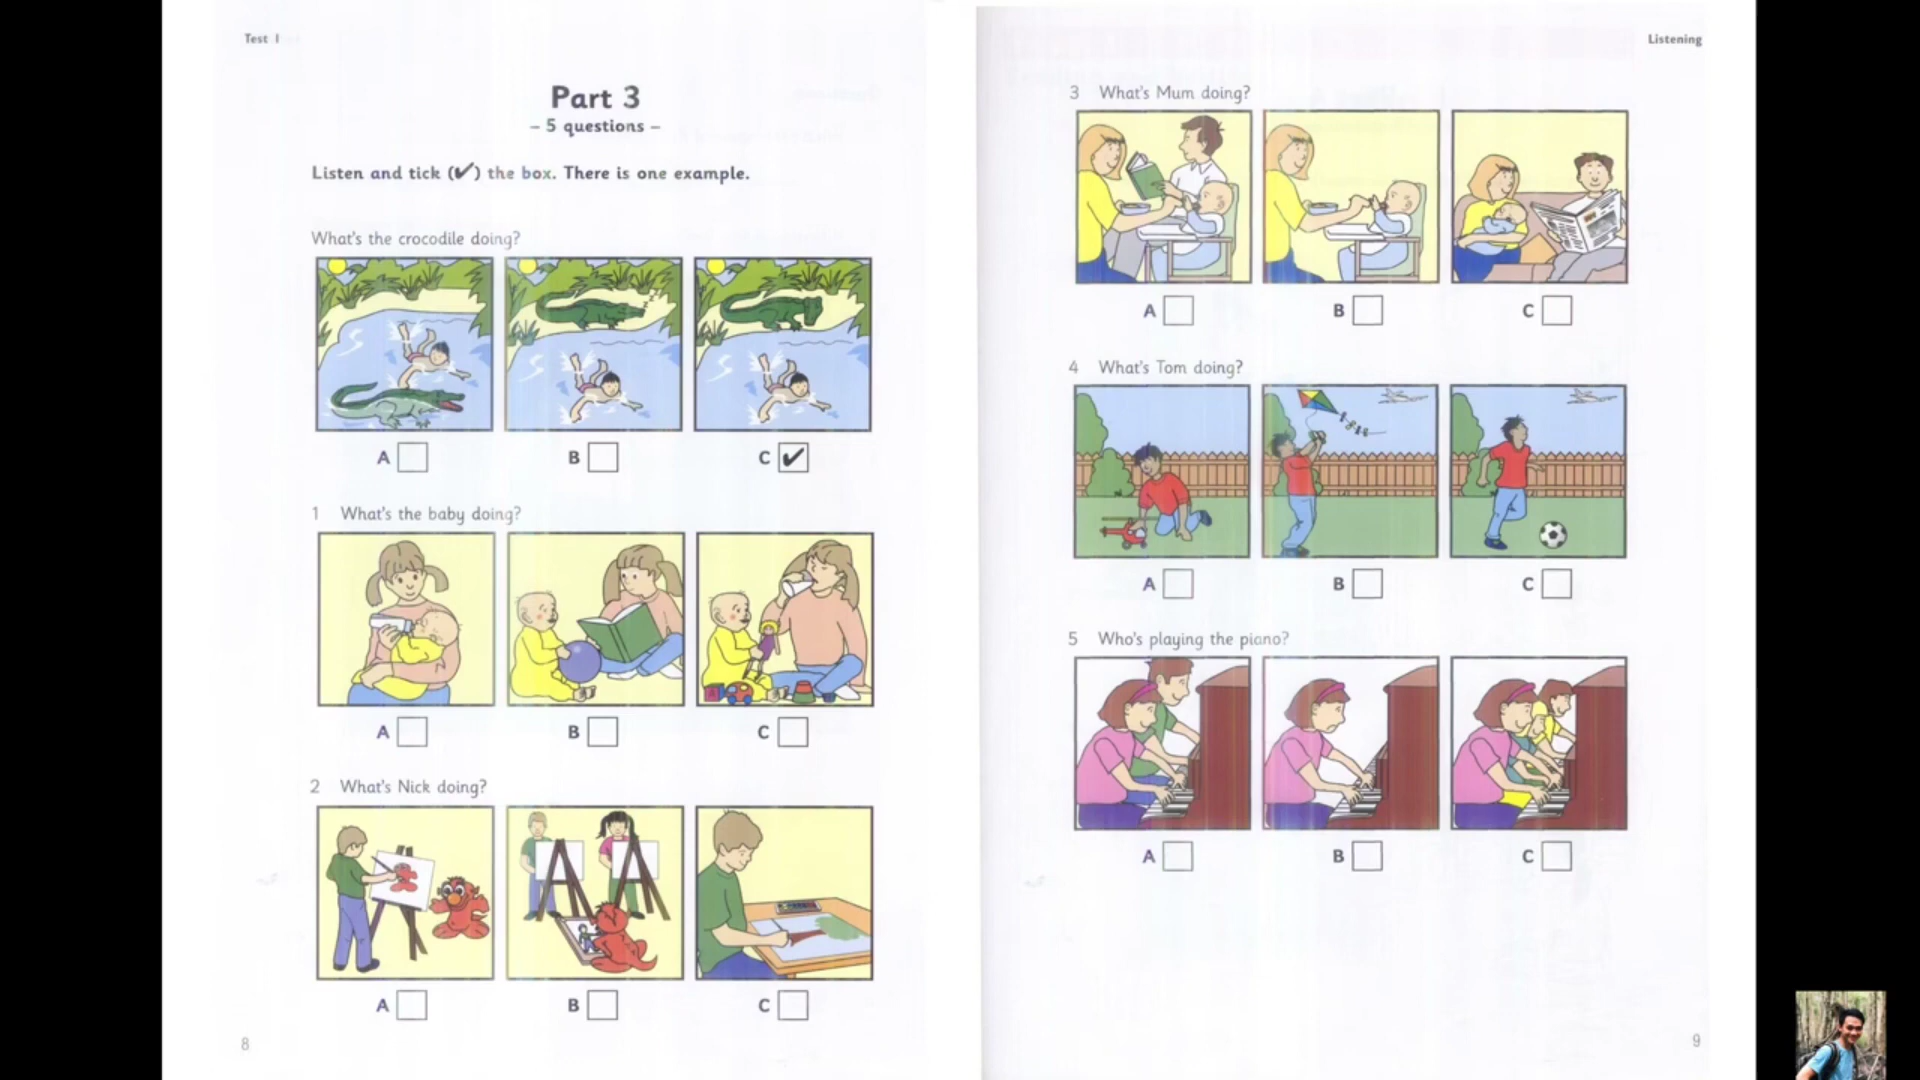 Test 1
Part 3
– 5 questions –
Listen and tick (✔) the box. There is one example.
What's the crocodile doing?
A
B
C ✔
1 What's the baby doing?
A
B
C
2 What's Nick doing?
A
B
C
8
Listening
3 What's Mum doing?
A
B
C
4 What's Tom doing?
A
B
C
5 Who's playing the piano?
A
B
C
9